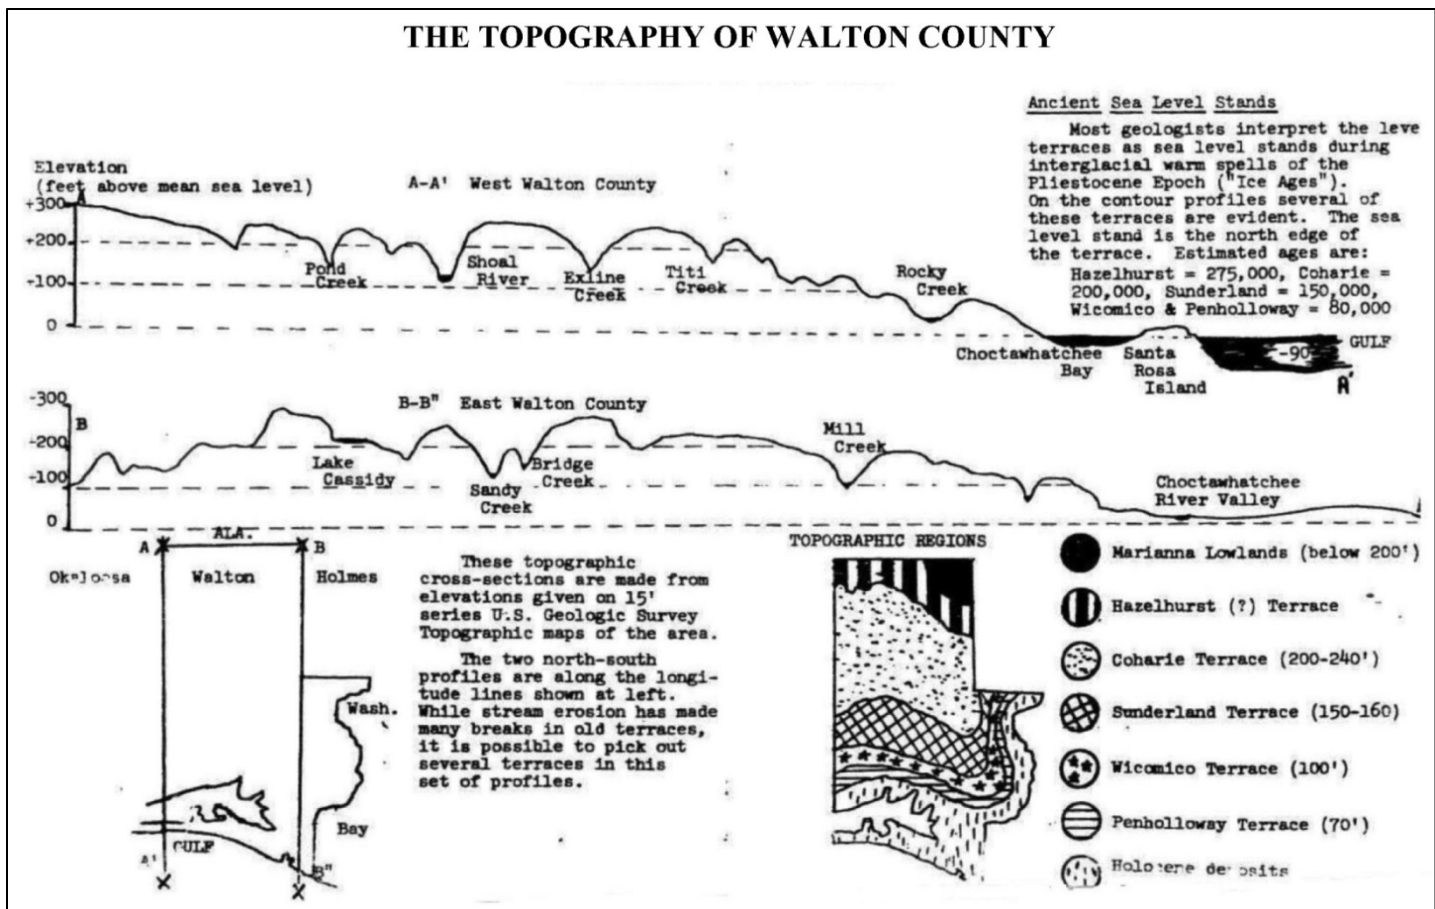 THE TOPOGRAPHY OF WALTON COUNTY
Ancient Sea Level Stands
Most geologists interpret the leve
terraces as sea level stands during
interglacial warm spells of the
Pliestocene Epoch ("Ice Ages").
On the contour profiles several of
these terraces are evident. The sea
level stand is the north edge of
the terrace. Estimated ages are:
Hazelhurst = 275,000, Coharie =
200,000, Sunderland = 150,000,
Wicomico & Penholloway = 80,000
Elevation
(feet above mean sea level)
A-A' West Walton County
A
+300
+200
-100
0
Pond
Creek
Shoal
River
Exline
Creek
Titi
Creek
Rocky
Creek
Choctawhatchee
Bay
Santa
Rosa
Island
-90
GULF
A'
B-B" East Walton County
B
-300
-200
-100
0
Lake
Cassidy
Sandy
Creek
Bridge
Creek
Mill
Creek
Choctawhatchee
River Valley
ALA.
A
B
Okaloosa
Walton
Holmes
Wash.
Bay
GULF
A'
B"
These topographic
cross-sections are made from
elevations given on 15'
series U.S. Geologic Survey
Topographic maps of the area.
The two north-south
profiles are along the longi-
tude lines shown at left.
While stream erosion has made
many breaks in old terraces,
it is possible to pick out
several terraces in this
set of profiles.
TOPOGRAPHIC REGIONS
Marianna Lowlands (below 200')
Hazelhurst (?) Terrace
Coharie Terrace (200-240')
Sunderland Terrace (150-160)
Wicomico Terrace (100')
Penholloway Terrace (70')
Holocene deposits